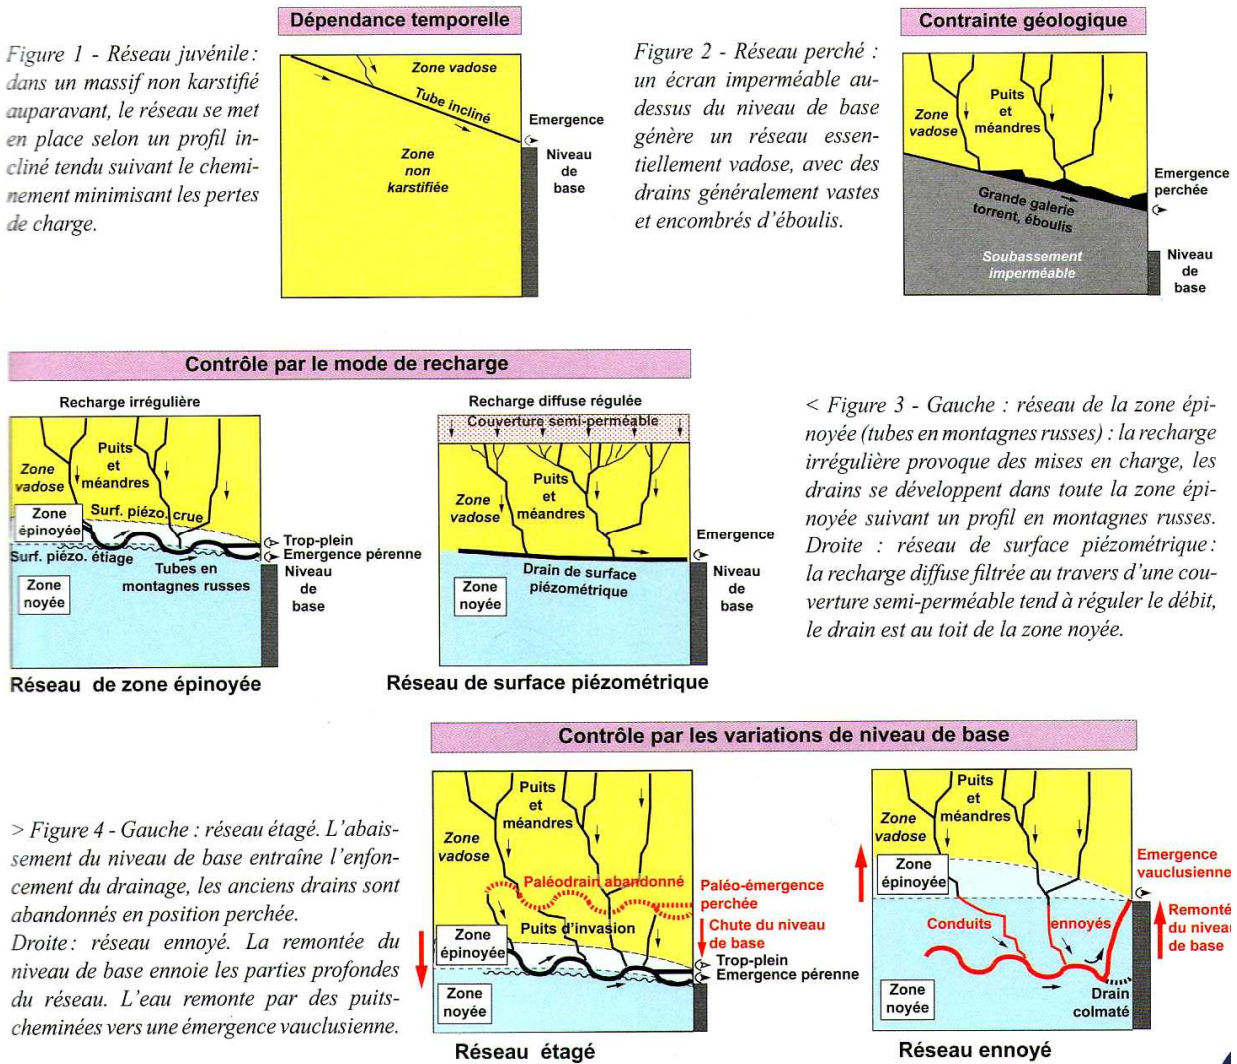 Dépendance temporelle
Figure 1 - Réseau juvénile :
dans un massif non karstifié
auparavant, le réseau se met
en place selon un profil in-
cliné tendu suivant le chemi-
nement minimisant les pertes
de charge.
Zone vadose
Tube incliné
Zone
non
karstifiée
Emergence
Niveau
de
base
Contrainte géologique
Figure 2 - Réseau perché :
un écran imperméable au-
dessus du niveau de base
génère un réseau essen-
tiellement vadose, avec des
drains généralement vastes
et encombrés d'éboulis.
Zone
vadose
Puits
et
méandres
Grande galerie
torrent, éboulis
Soubassement
imperméable
Emergence
perchée
Niveau
de
base
Contrôle par le mode de recharge
Recharge irrégulière
Zone
vadose
Puits
et
méandres
Zone
épinoyée
Surf. piézo. crue
Surf. piézo. étiage
Tubes en
montagnes russes
Zone
noyée
Trop-plein
Emergence pérenne
Niveau
de
base
Réseau de zone épinoyée
Recharge diffuse régulée
Couverture semi-perméable
Zone
vadose
Puits
et
méandres
Drain de surface
piézométrique
Zone
noyée
Emergence
Niveau
de
base
Réseau de surface piézométrique
< Figure 3 - Gauche : réseau de la zone épi-
noyée (tubes en montagnes russes) : la recharge
irrégulière provoque des mises en charge, les
drains se développent dans toute la zone épi-
noyée suivant un profil en montagnes russes.
Droite : réseau de surface piézométrique :
la recharge diffuse filtrée au travers d'une cou-
verture semi-perméable tend à réguler le débit,
le drain est au toit de la zone noyée.
Contrôle par les variations de niveau de base
> Figure 4 - Gauche : réseau étagé. L'abais-
sement du niveau de base entraîne l'enfon-
cement du drainage, les anciens drains sont
abandonnés en position perchée.
Droite : réseau ennoyé. La remontée du
niveau de base ennoie les parties profondes
du réseau. L'eau remonte par des puits-
cheminées vers une émergence vauclusienne.
Puits
et
méandres
Zone
vadose
Paléodrain abandonné
Puits d'invasion
Zone
épinoyée
Zone
noyée
Paléo-émergence
perchée
Chute du niveau
de base
Trop-plein
Emergence pérenne
Réseau étagé
Puits
et
méandres
Zone
vadose
Zone
épinoyée
Conduits ennoyés
Zone
noyée
Drain
colmaté
Emergence
vauclusienne
Remonté
du niveau
de base
Réseau ennoyé